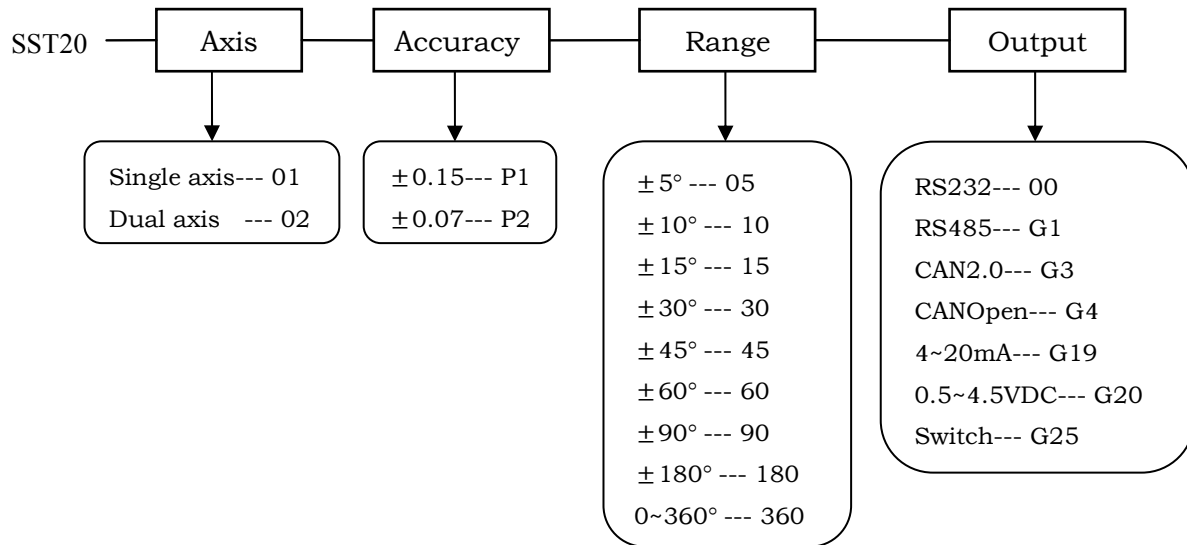 SST20 Axis Accuracy Range Output
Single axis--- 01
Dual axis --- 02
±0.15--- P1
±0.07--- P2
±5° --- 05
±10° --- 10
±15° --- 15
±30° --- 30
±45° --- 45
±60° --- 60
±90° --- 90
±180° --- 180
0~360° --- 360
RS232--- 00
RS485--- G1
CAN2.0--- G3
CANOpen--- G4
4~20mA--- G19
0.5~4.5VDC--- G20
Switch--- G25